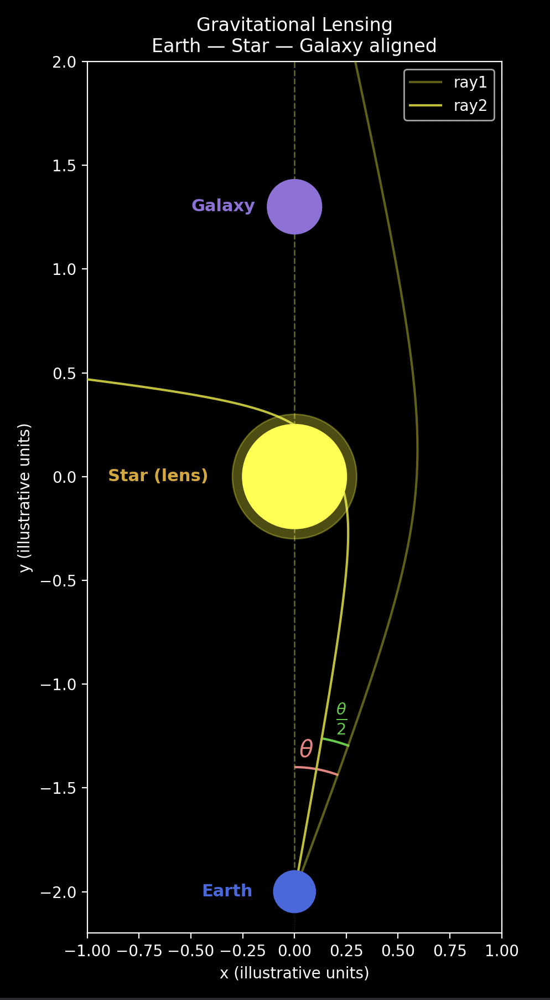 Gravitational Lensing
Earth — Star — Galaxy aligned
2.0
ray1
ray2
1.5
Galaxy
1.0
0.5
y (illustrative units)
Star (lens)
0.0
−0.5
−1.0
θ/2
θ
−1.5
Earth
−2.0
−1.00 −0.75 −0.50 −0.25 0.00 0.25 0.50 0.75 1.00
x (illustrative units)